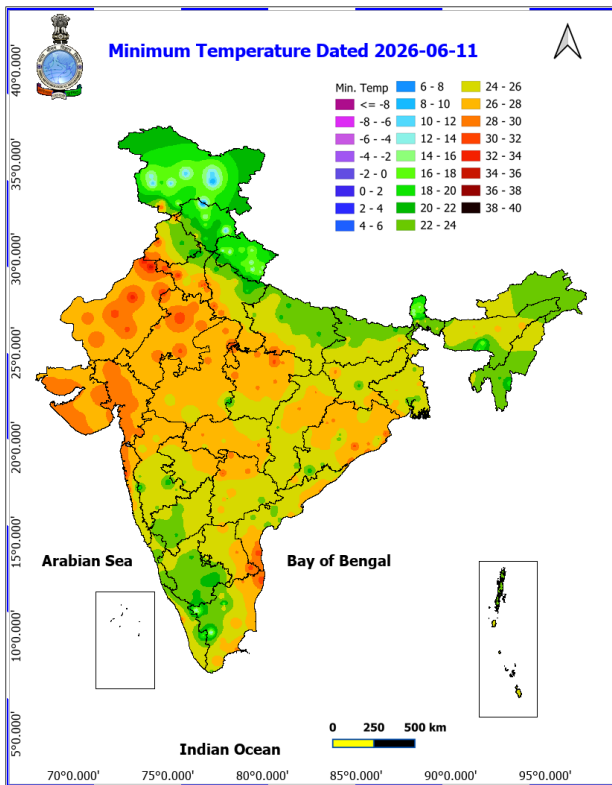 Minimum Temperature Dated 2026-06-11
Min. Temp
<= -8
-8 - -6
-6 - -4
-4 - -2
-2 - 0
0 - 2
2 - 4
4 - 6
6 - 8
8 - 10
10 - 12
12 - 14
14 - 16
16 - 18
18 - 20
20 - 22
22 - 24
24 - 26
26 - 28
28 - 30
30 - 32
32 - 34
34 - 36
36 - 38
38 - 40
40°0.000'
35°0.000'
30°0.000'
25°0.000'
20°0.000'
15°0.000'
10°0.000'
5°0.000'
Arabian Sea
Bay of Bengal
0 250 500 km
Indian Ocean
70°0.000' 75°0.000' 80°0.000' 85°0.000' 90°0.000' 95°0.000'